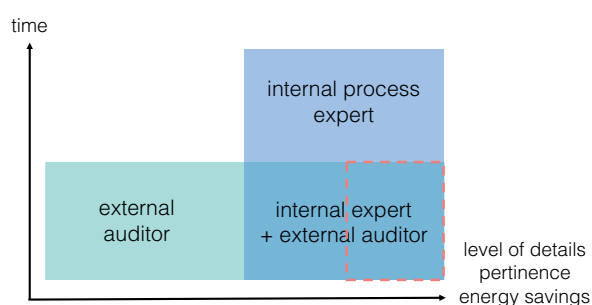 time
internal process
expert
external
auditor
internal expert
+ external auditor
level of details
pertinence
energy savings